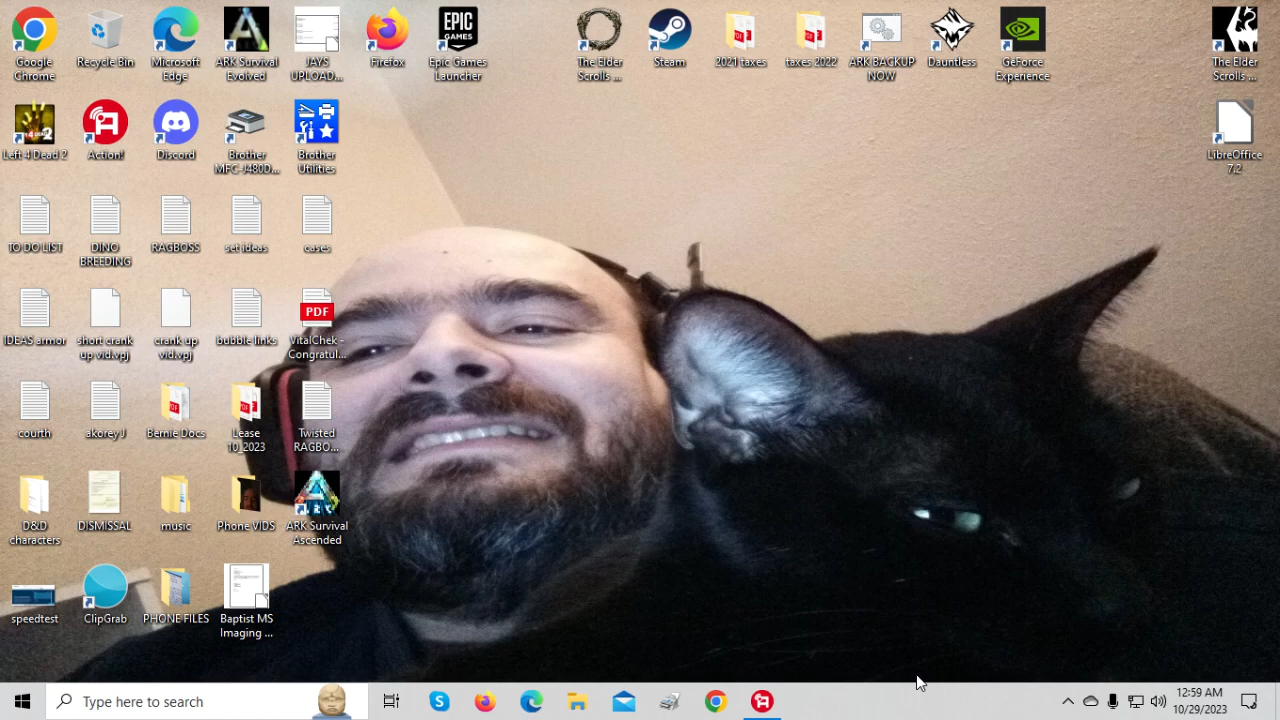 Google
Chrome
Recycle Bin
Microsoft
Edge
ARK Survival
Evolved
JAYS
UPLOAD...
Firefox
EPIC
GAMES
Epic Games
Launcher
The Elder
Scrolls ...
Steam
2021 taxes
taxes 2022
ARK BACKUP
NOW
Dauntless
GeForce
Experience
The Elder
Scrolls ...
Left 4 Dead 2
Action!
Discord
Brother
MFC-J480D...
Brother
Utilities
LibreOffice
7.2
TO DO LIST
DINO
BREEDING
RAGBOSS
set ideas
cases
IDEAS armor
short crank
up vid.vpj
crank up
vid.vpj
bubble links
PDF
VitalChek -
Congratul...
courth
akorey J
PDF
Bernie Docs
Lease
10_2023
Twisted
RAGBO...
D&D
characters
DISMISSAL
music
Phone VIDS
ARK Survival
Ascended
speedtest
ClipGrab
PHONE FILES
Baptist MS
Imaging ...
Type here to search
12:59 AM
10/29/2023